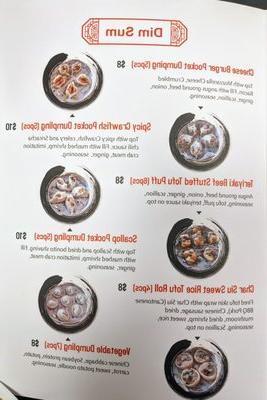 Dim Sum
Cheese Burger Pocket Dumpling (5pcs) $8
Top with Mozzarella Cheese, Crumbled
Bacon. Fill with angus ground beef, onion,
scallion, ginger, seasoning.
Spicy Crawfish Pocket Dumpling (5pcs) $10
Top with spicy Crawfish, celery and Sriracha
chili sauce. Fill with mashed shrimp, imitation
crab meat, ginger, seasoning.
Teriyaki Beef Stuffed Tofu Puff (6pcs) $8
Angus ground beef, onion, ginger, scallion,
seasoning, tofu puff, teriyaki sauce on top
Scallop Pocket Dumpling (5pcs) $10
Top with Scallop and dried bonito shaving. Fill
with mashed shrimp, imitation crab meat,
ginger, seasoning.
Char Siu Sweet Rice Tofu Roll (4pcs) $8
Fried tofu skin wrap with Char Siu (Cantonese
BBQ Pork), Chinese sausage, dried
mushroom, dried shrimp, sweet rice,
seasoning. Scallion on top.
Vegetable Dumpling (7pcs) $8
Chinese cabbage, Soybean protein, potato,
carrot, sweet potato noodle, seasoning.